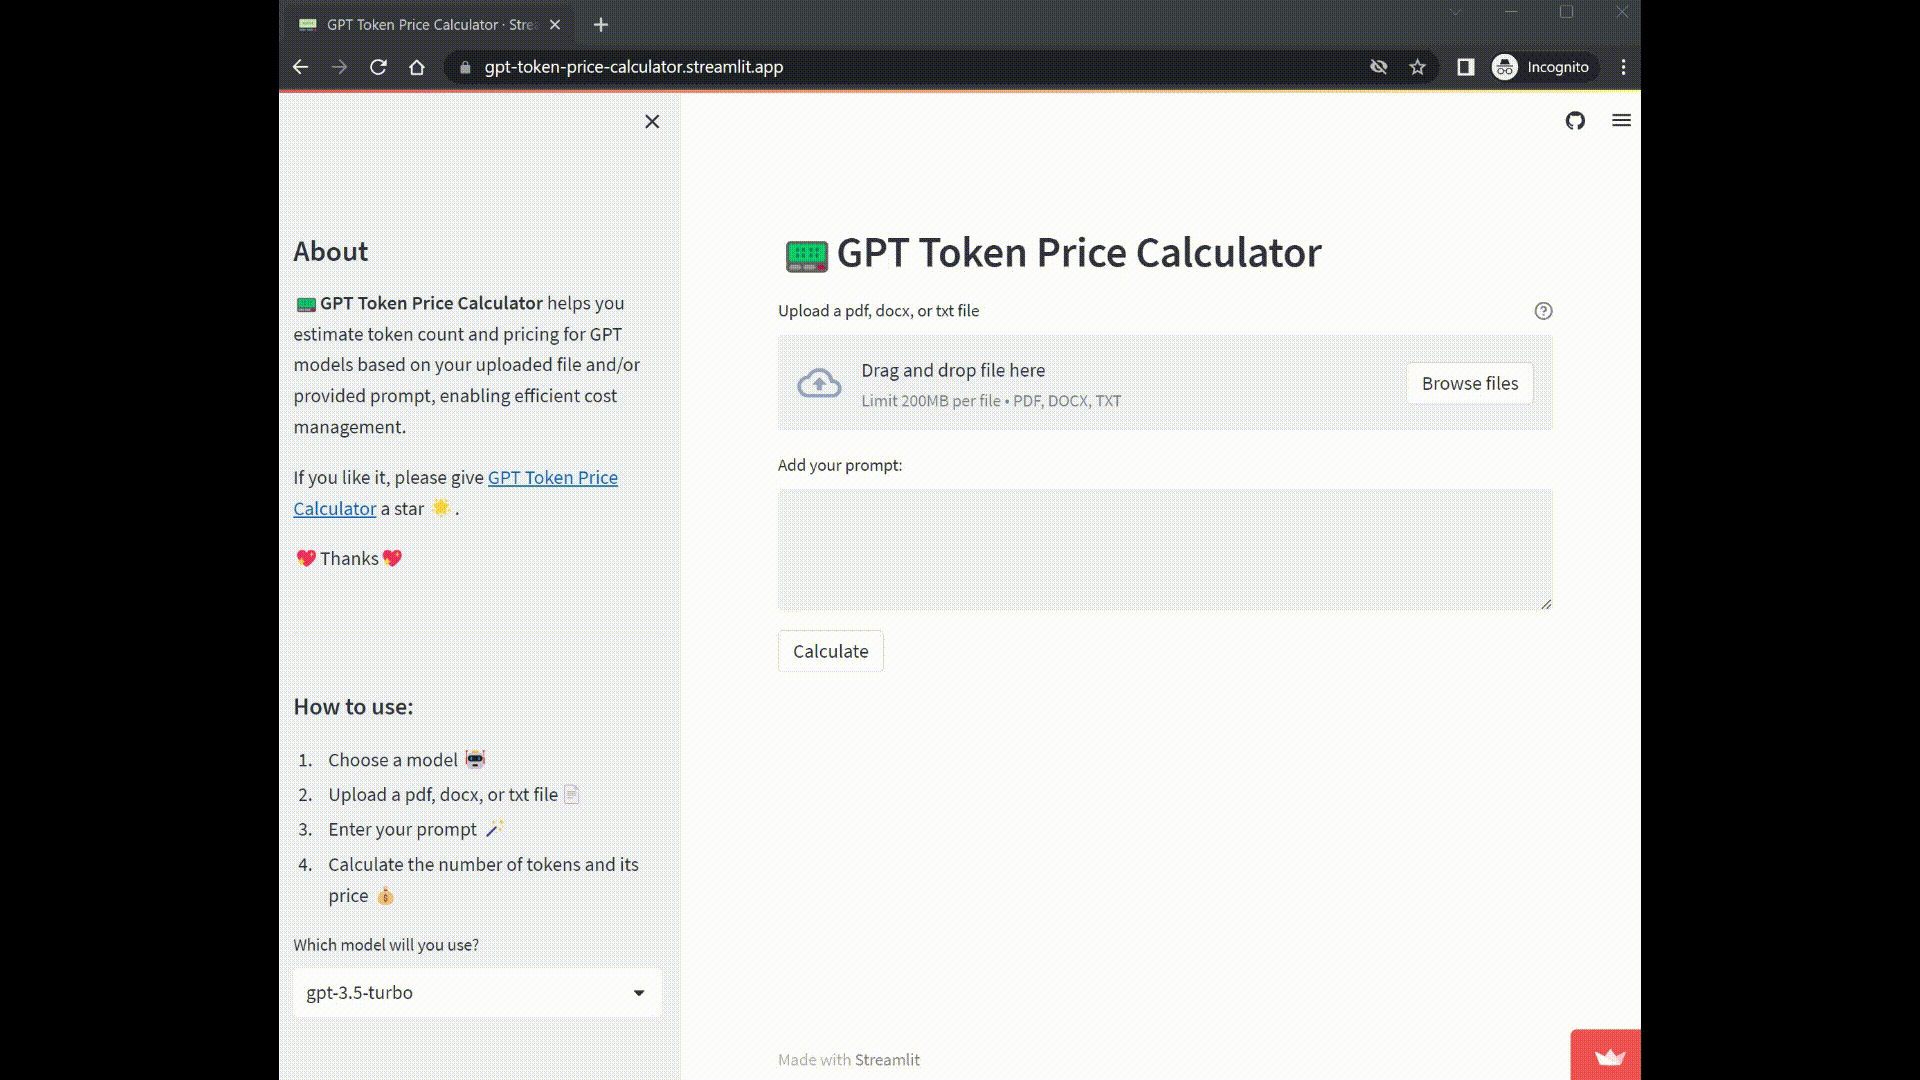 GPT Token Price Calculator · Stre
gpt-token-price-calculator.streamlit.app
Incognito
About
GPT Token Price Calculator helps you
estimate token count and pricing for GPT
models based on your uploaded file and/or
provided prompt, enabling efficient cost
management.
If you like it, please give GPT Token Price
Calculator a star 🌟 .
💖 Thanks 💖
How to use:
1. Choose a model 🤖
2. Upload a pdf, docx, or txt file 📄
3. Enter your prompt 🪄
4. Calculate the number of tokens and its
price 💰
Which model will you use?
gpt-3.5-turbo
GPT Token Price Calculator
Upload a pdf, docx, or txt file
Drag and drop file here
Limit 200MB per file • PDF, DOCX, TXT
Browse files
Add your prompt:
Calculate
Made with Streamlit